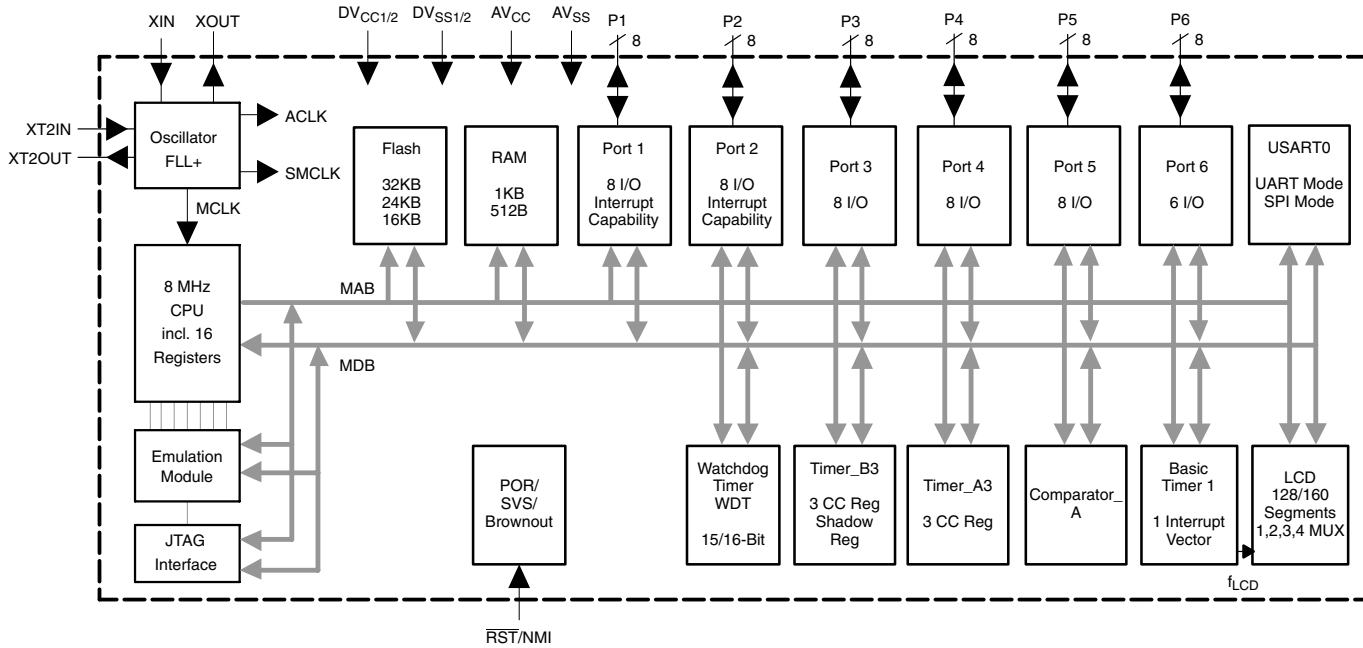 XIN
XOUT
DVCC1/2
DVSS1/2
AVCC
AVSS
P1
8
P2
8
P3
8
P4
8
P5
8
P6
8
XT2IN
XT2OUT
Oscillator
FLL+
ACLK
SMCLK
MCLK
Flash
32KB
24KB
16KB
RAM
1KB
512B
Port 1
8 I/O
Interrupt
Capability
Port 2
8 I/O
Interrupt
Capability
Port 3
8 I/O
Port 4
8 I/O
Port 5
8 I/O
Port 6
6 I/O
USART0
UART Mode
SPI Mode
8 MHz
CPU
incl. 16
Registers
MAB
MDB
Emulation
Module
JTAG
Interface
POR/
SVS/
Brownout
RST/NMI
Watchdog
Timer
WDT
15/16-Bit
Timer_B3
3 CC Reg
Shadow
Reg
Timer_A3
3 CC Reg
Comparator_
A
Basic
Timer 1
1 Interrupt
Vector
fLCD
LCD
128/160
Segments
1,2,3,4 MUX